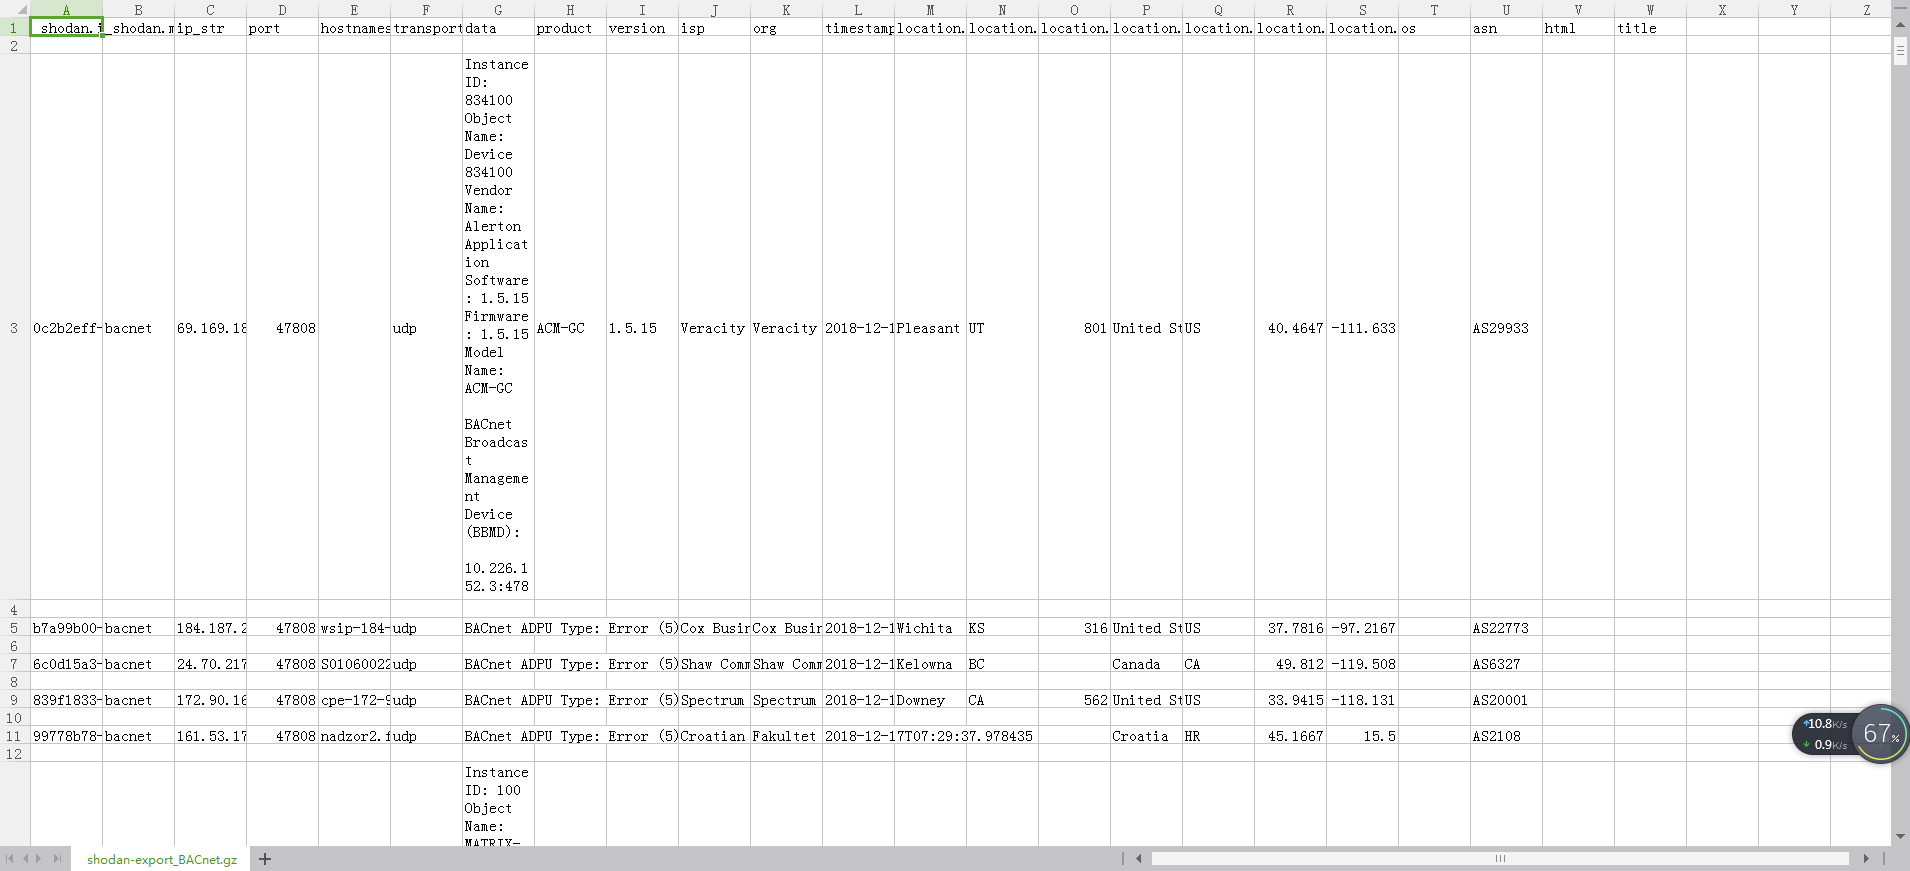 A B C D E F G H I J K L M N O P Q R S T U V W X Y Z
1 _shodan.i _shodan.m ip_str port hostnames transport data product version isp org timestamp location. location. location. location. location. location. location. os asn html title
2
Instance
ID:
834100
Object
Name:
Device
834100
Vendor
Name:
Alerton
Applicat
ion
Software
: 1.5.15
Firmware
3 0c2b2eff- bacnet 69.169.18 47808 udp : 1.5.15 ACM-GC 1.5.15 Veracity Veracity 2018-12-1 Pleasant UT 801 United St US 40.4647 -111.633 AS29933
Model
Name:
ACM-GC
BACnet
Broadcas
t
Manageme
nt
Device
(BBMD):
10.226.1
52.3:478
4
5 b7a99b00- bacnet 184.187.2 47808 wsip-184- udp BACnet ADPU Type: Error (5) Cox Busin Cox Busin 2018-12-1 Wichita KS 316 United St US 37.7816 -97.2167 AS22773
6
7 6c0d15a3- bacnet 24.70.217 47808 S01060022 udp BACnet ADPU Type: Error (5) Shaw Comm Shaw Comm 2018-12-1 Kelowna BC Canada CA 49.812 -119.508 AS6327
8
9 839f1833- bacnet 172.90.16 47808 cpe-172-9 udp BACnet ADPU Type: Error (5) Spectrum Spectrum 2018-12-1 Downey CA 562 United St US 33.9415 -118.131 AS20001
10
11 99778b78- bacnet 161.53.17 47808 nadzor2.f udp BACnet ADPU Type: Error (5) Croatian Fakultet 2018-12-17T07:29:37.978435 Croatia HR 45.1667 15.5 AS2108
12
Instance
ID: 100
Object
Name:
MATRIX-
10.8K/s
0.9K/s
67%
shodan-export_BACnet.gz